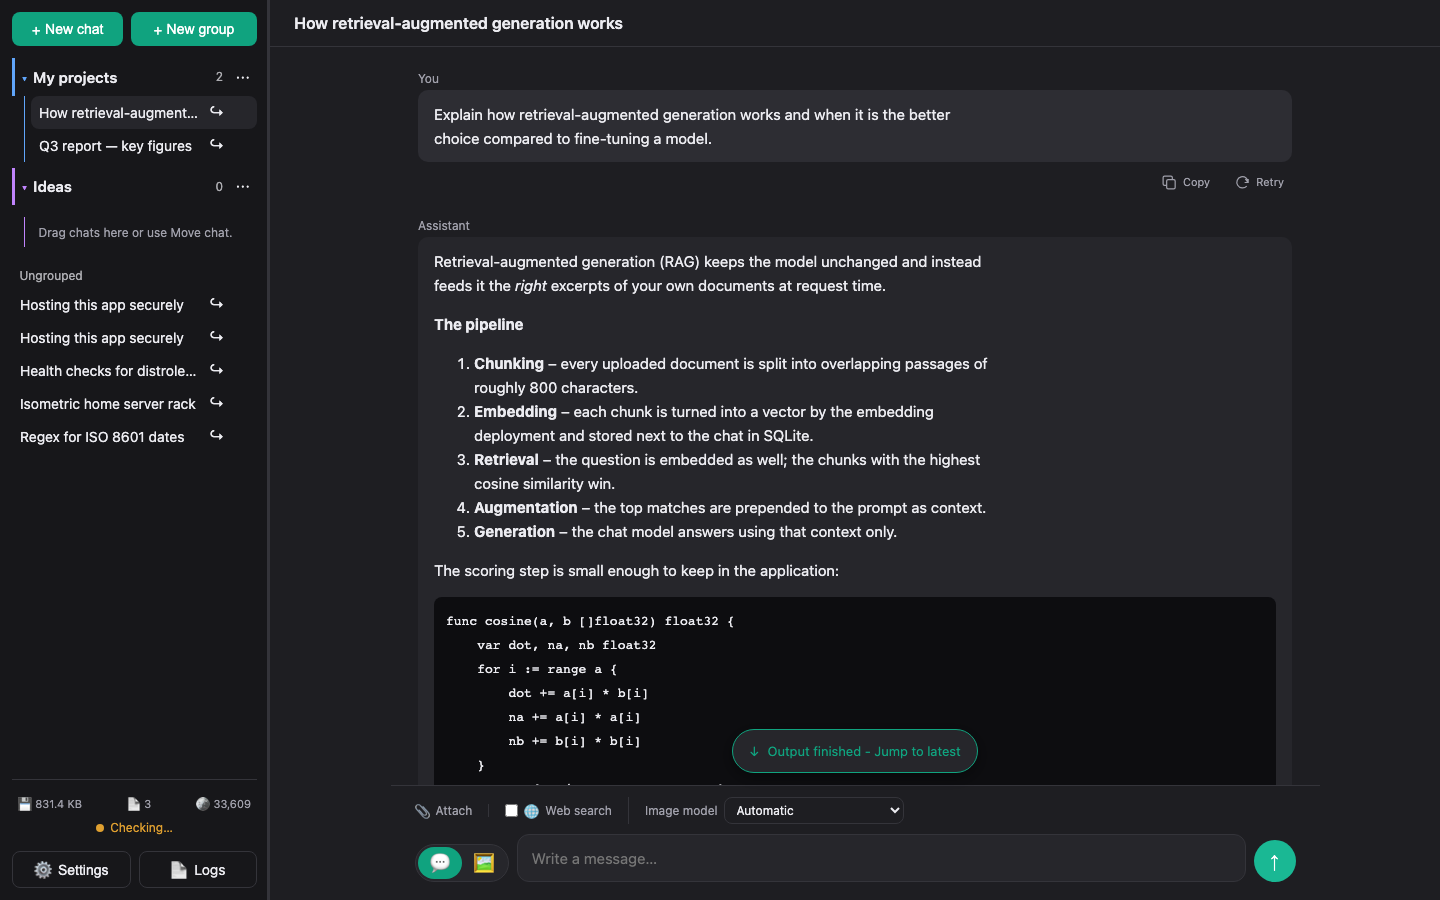 + New chat
+ New group
My projects 2 ···
How retrieval-augment...
Q3 report — key figures
Ideas 0 ···
Drag chats here or use Move chat.
Ungrouped
Hosting this app securely
Hosting this app securely
Health checks for distrole...
Isometric home server rack
Regex for ISO 8601 dates
831.4 KB 3 33,609
Checking...
Settings Logs
How retrieval-augmented generation works
You
Explain how retrieval-augmented generation works and when it is the better
choice compared to fine-tuning a model.
Copy Retry
Assistant
Retrieval-augmented generation (RAG) keeps the model unchanged and instead
feeds it the right excerpts of your own documents at request time.
The pipeline
1. Chunking – every uploaded document is split into overlapping passages of
roughly 800 characters.
2. Embedding – each chunk is turned into a vector by the embedding
deployment and stored next to the chat in SQLite.
3. Retrieval – the question is embedded as well; the chunks with the highest
cosine similarity win.
4. Augmentation – the top matches are prepended to the prompt as context.
5. Generation – the chat model answers using that context only.
The scoring step is small enough to keep in the application:
func cosine(a, b []float32) float32 {
    var dot, na, nb float32
    for i := range a {
        dot += a[i] * b[i]
        na += a[i] * a[i]
        nb += b[i] * b[i]
    }
↓ Output finished - Jump to latest
Attach Web search Image model Automatic
Write a message...